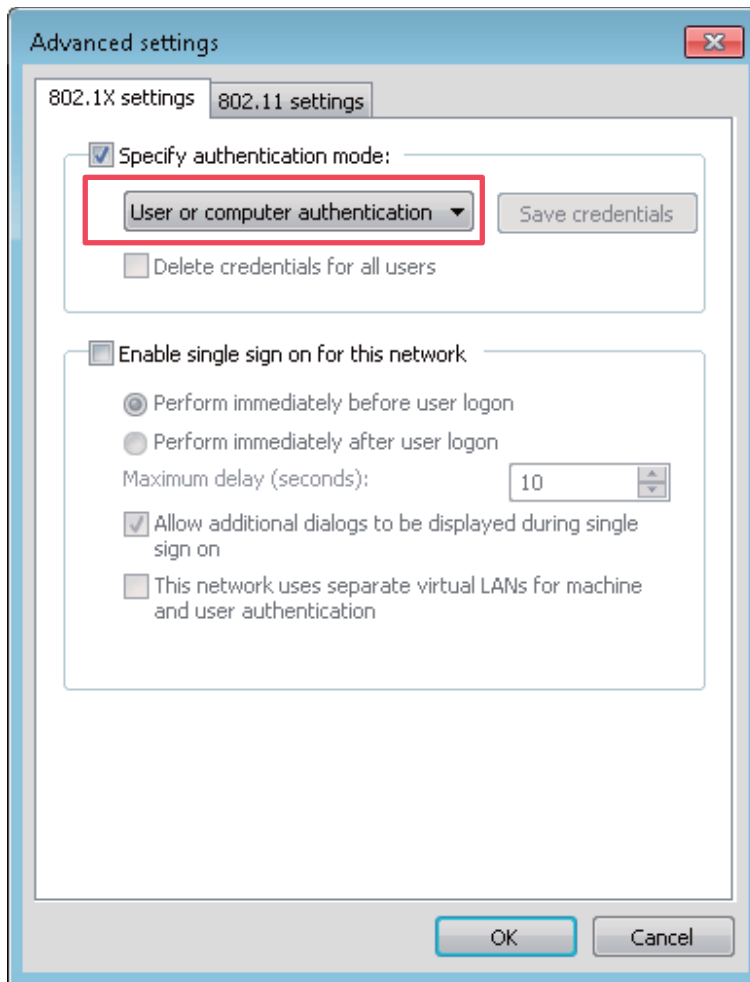 Advanced settings
802.1X settings
802.11 settings
Specify authentication mode:
User or computer authentication
Save credentials
Delete credentials for all users
Enable single sign on for this network
Perform immediately before user logon
Perform immediately after user logon
Maximum delay (seconds):
10
Allow additional dialogs to be displayed during single
sign on
This network uses separate virtual LANs for machine
and user authentication
OK
Cancel